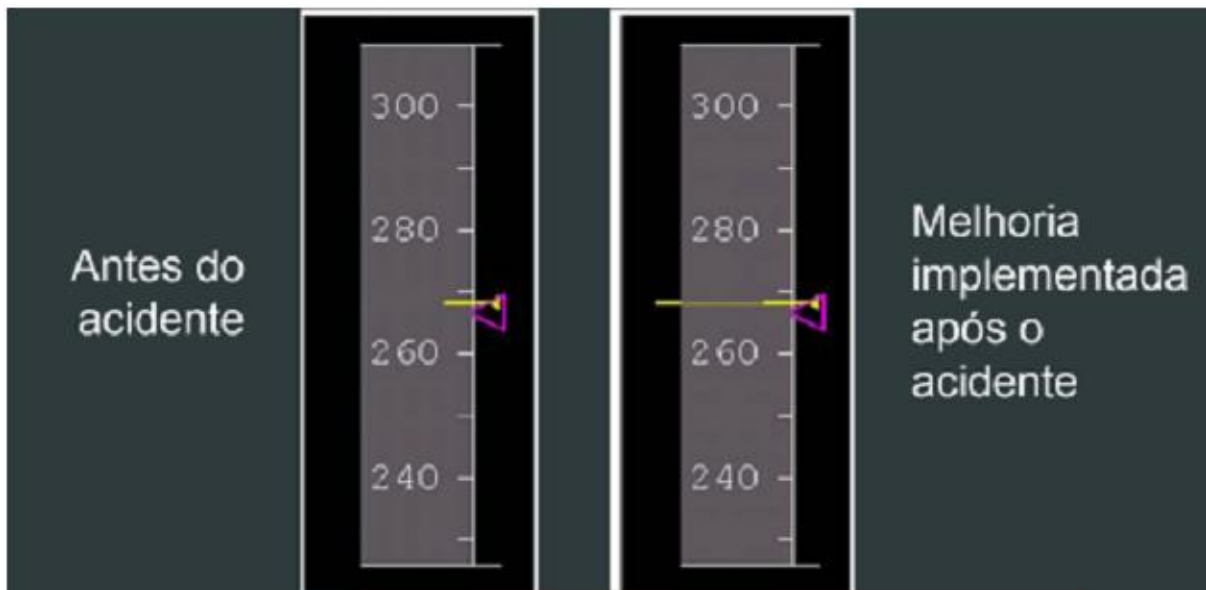 Antes do
acidente
300
280
260
240
300
280
260
240
Melhoria
implementada
após o
acidente